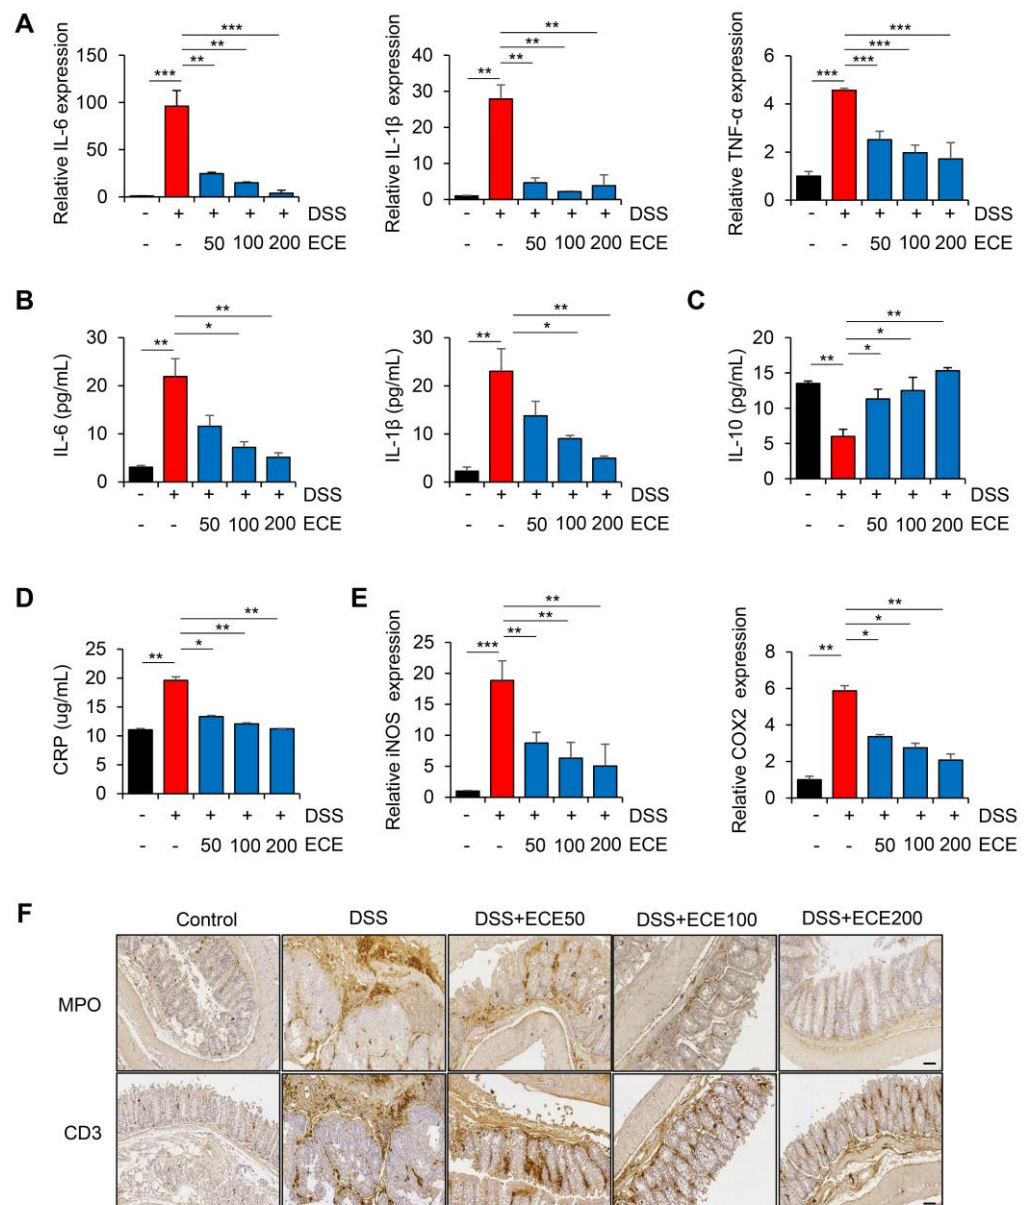 A
Relative IL-6 expression
150
100
50
0
***
**
**
***
- + + + + DSS
- - 50 100 200 ECE
Relative IL-1β expression
40
30
20
10
0
**
**
**
**
- + + + + DSS
- - 50 100 200 ECE
Relative TNF-α expression
6
4
2
0
***
***
***
***
- + + + + DSS
- - 50 100 200 ECE
B
IL-6 (pg/mL)
30
20
10
0
**
*
**
- + + + + DSS
- - 50 100 200 ECE
IL-1β (pg/mL)
30
20
10
0
**
*
**
- + + + + DSS
- - 50 100 200 ECE
C
IL-10 (pg/mL)
20
15
10
5
0
**
*
*
**
- + + + + DSS
- - 50 100 200 ECE
D
CRP (ug/mL)
25
20
15
10
5
0
**
*
**
**
- + + + + DSS
- - 50 100 200 ECE
E
Relative iNOS expression
25
20
15
10
5
0
***
**
**
**
- + + + + DSS
- - 50 100 200 ECE
Relative COX2 expression
8
6
4
2
0
**
*
*
**
- + + + + DSS
- - 50 100 200 ECE
F
Control DSS DSS+ECE50 DSS+ECE100 DSS+ECE200
MPO
CD3